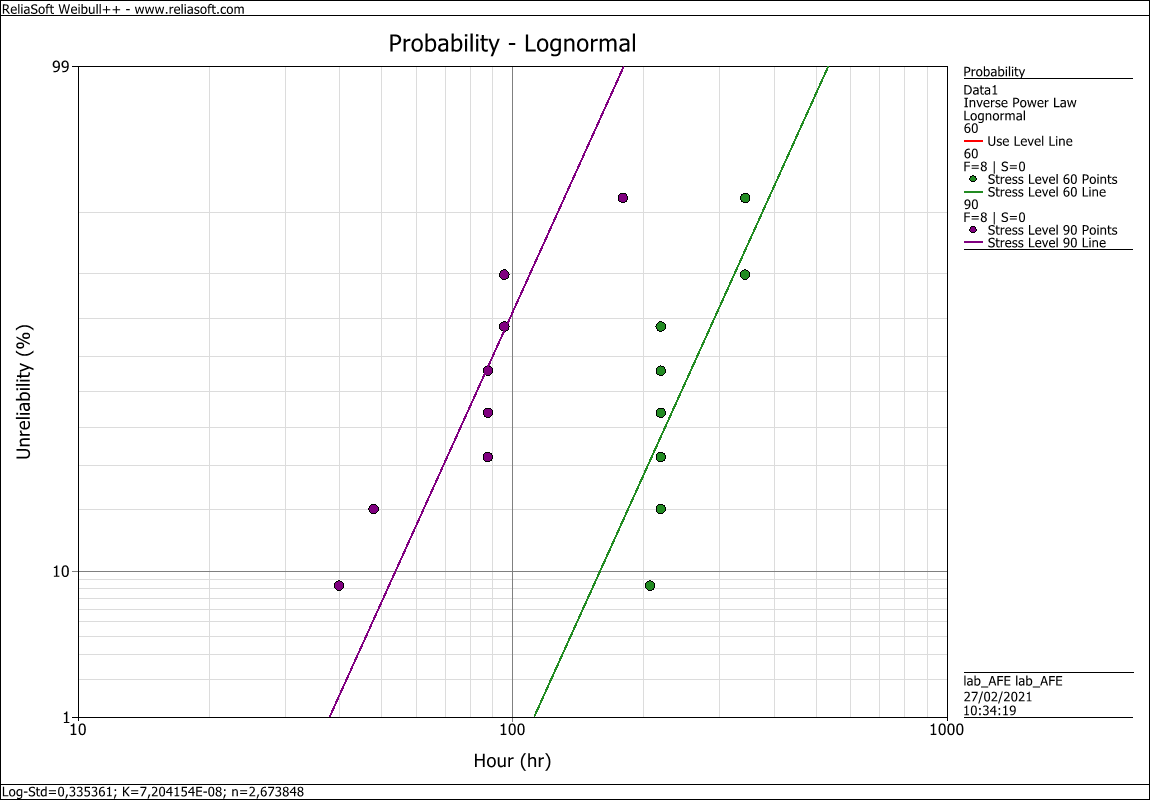 ReliaSoft Weibull++ - www.reliasoft.com
Probability - Lognormal
99
10
1
10
100
1000
Unreliability (%)
Hour (hr)
Probability
Data1
Inverse Power Law
Lognormal
60
Use Level Line
60
F=8 | S=0
Stress Level 60 Points
Stress Level 60 Line
90
F=8 | S=0
Stress Level 90 Points
Stress Level 90 Line
lab_AFE lab_AFE
27/02/2021
10:34:19
Log-Std=0,335361; K=7,204154E-08; n=2,673848